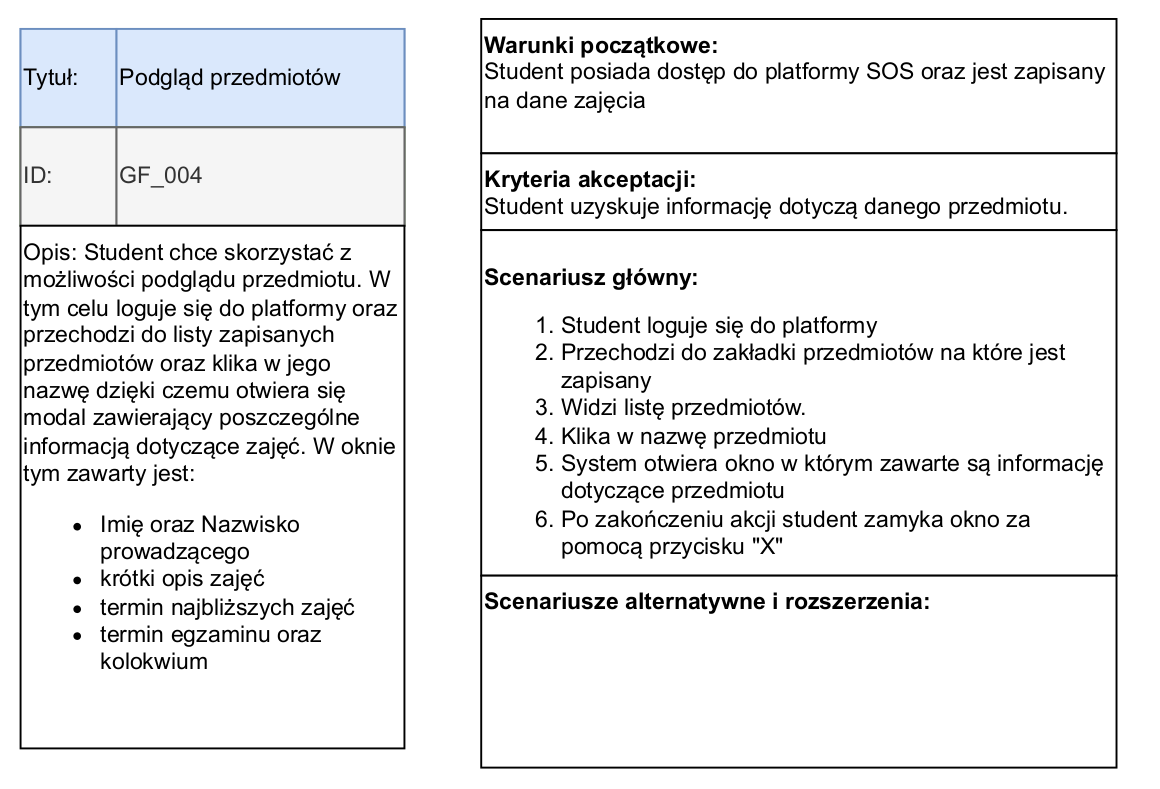 Tytuł: Podgląd przedmiotów
ID: GF_004
Opis: Student chce skorzystać z
możliwości podglądu przedmiotu. W
tym celu loguje się do platformy oraz
przechodzi do listy zapisanych
przedmiotów oraz klika w jego
nazwę dzięki czemu otwiera się
modal zawierający poszczególne
informacją dotyczące zajęć. W oknie
tym zawarty jest:
• Imię oraz Nazwisko
prowadzącego
• krótki opis zajęć
• termin najbliższych zajęć
• termin egzaminu oraz
kolokwium
Warunki początkowe:
Student posiada dostęp do platformy SOS oraz jest zapisany
na dane zajęcia
Kryteria akceptacji:
Student uzyskuje informację dotyczą danego przedmiotu.
Scenariusz główny:
1. Student loguje się do platformy
2. Przechodzi do zakładki przedmiotów na które jest
zapisany
3. Widzi listę przedmiotów.
4. Klika w nazwę przedmiotu
5. System otwiera okno w którym zawarte są informację
dotyczące przedmiotu
6. Po zakończeniu akcji student zamyka okno za
pomocą przycisku "X"
Scenariusze alternatywne i rozszerzenia: